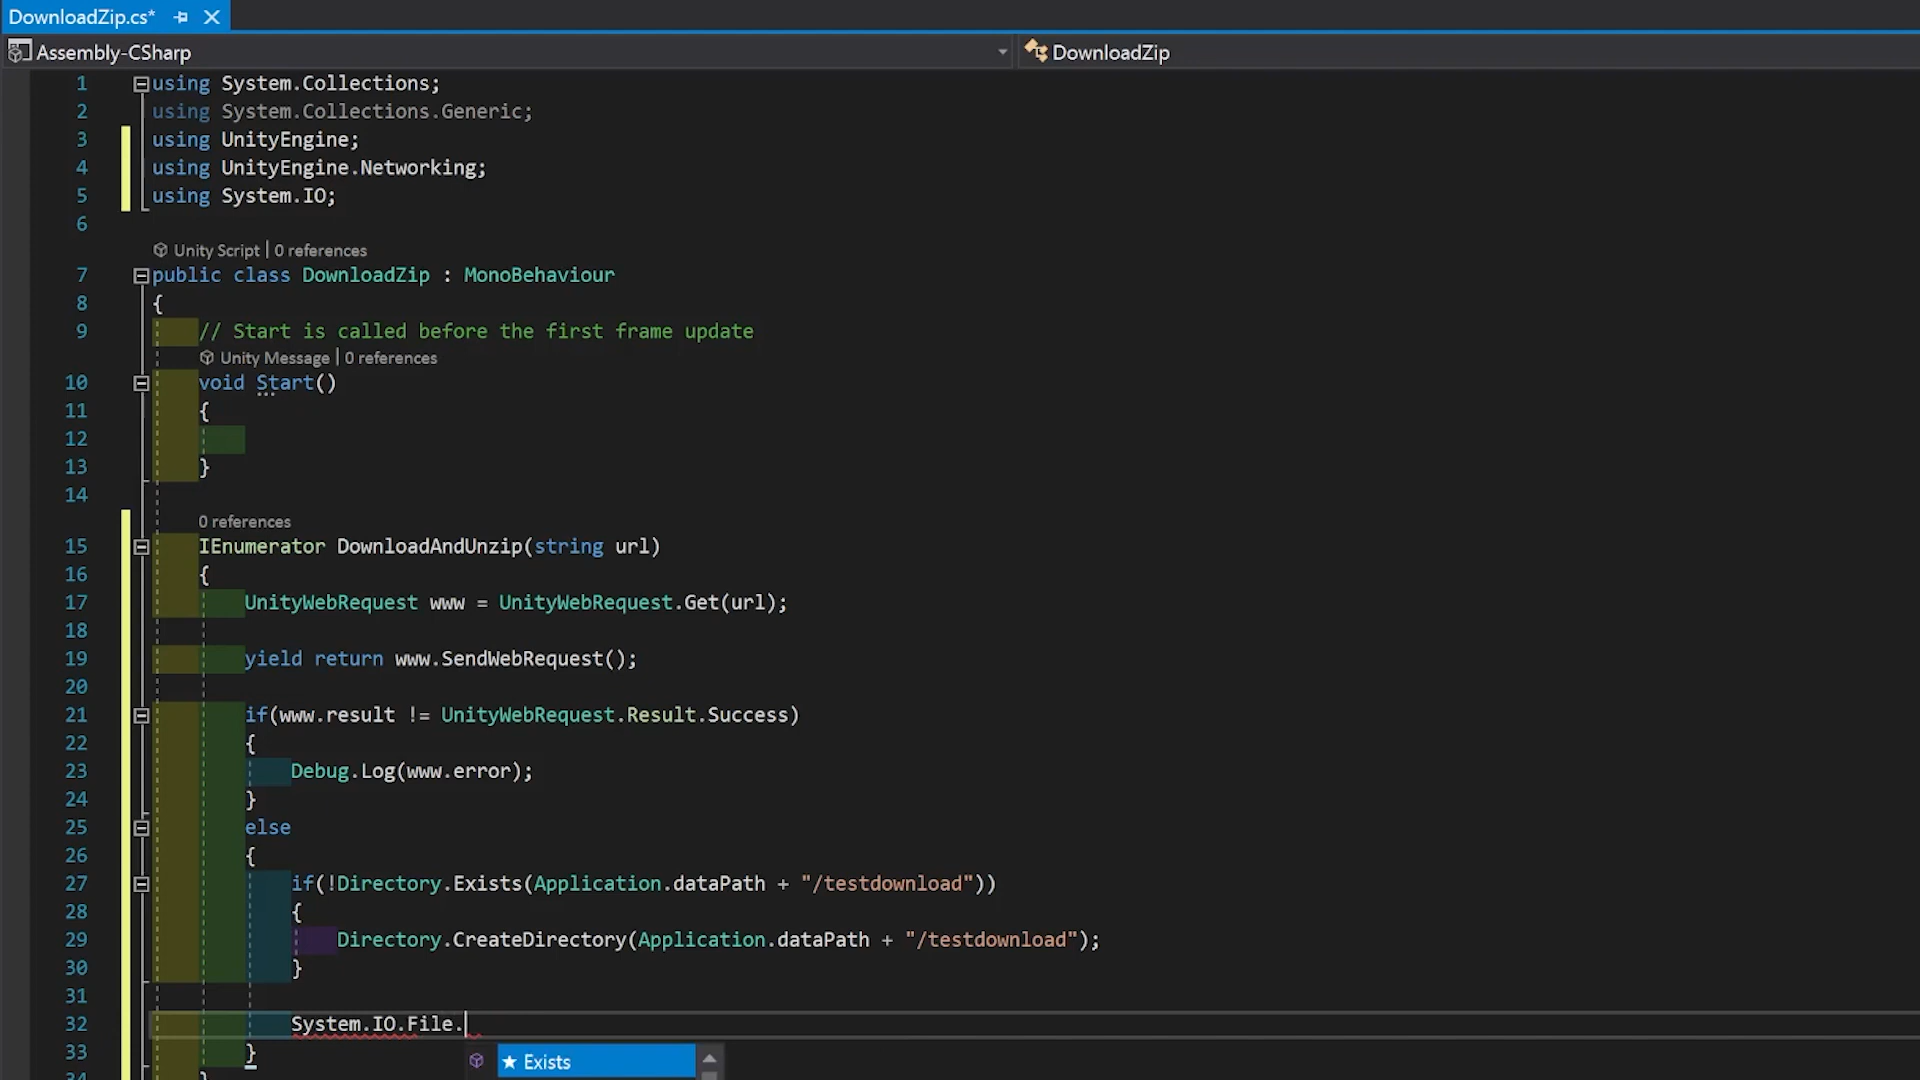 DownloadZip.cs*
Assembly-CSharp
DownloadZip
1 using System.Collections;
2 using System.Collections.Generic;
3 using UnityEngine;
4 using UnityEngine.Networking;
5 using System.IO;
6
Unity Script | 0 references
7 public class DownloadZip : MonoBehaviour
8 {
9 // Start is called before the first frame update
Unity Message | 0 references
10 void Start()
11 {
12
13 }
14
0 references
15 IEnumerator DownloadAndUnzip(string url)
16 {
17 UnityWebRequest www = UnityWebRequest.Get(url);
18
19 yield return www.SendWebRequest();
20
21 if(www.result != UnityWebRequest.Result.Success)
22 {
23 Debug.Log(www.error);
24 }
25 else
26 {
27 if(!Directory.Exists(Application.dataPath + "/testdownload"))
28 {
29 Directory.CreateDirectory(Application.dataPath + "/testdownload");
30 }
31
32 System.IO.File.
33 }
★ Exists
34 }